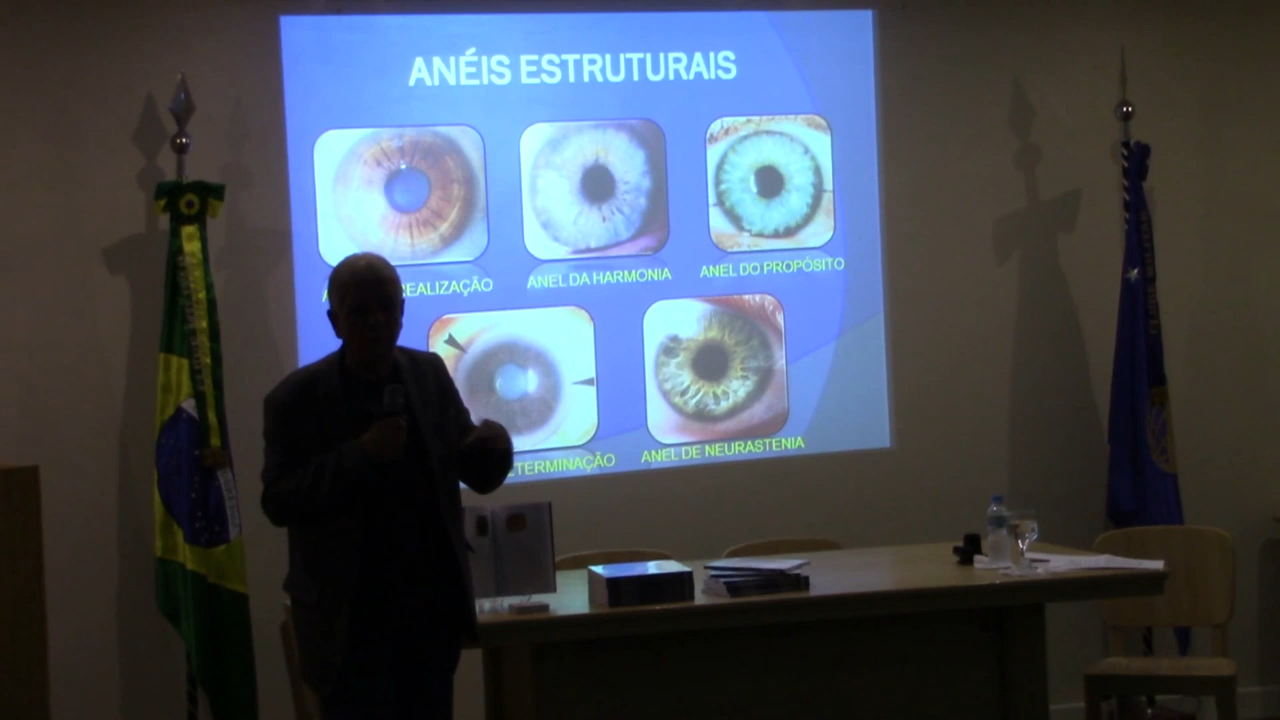 ANÉIS ESTRUTURAIS
REALIZAÇÃO
ANEL DA HARMONIA
ANEL DO PROPÓSITO
TERMINAÇÃO
ANEL DE NEURASTENIA